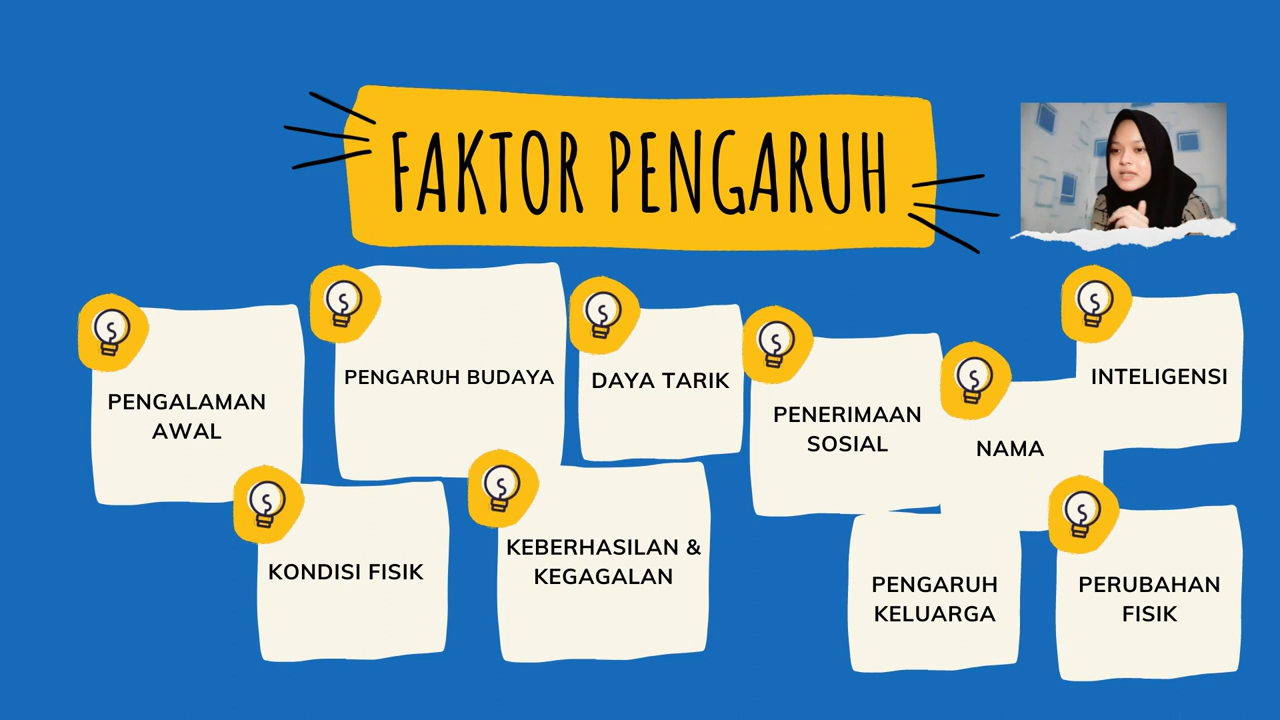 FAKTOR PENGARUH
PENGALAMAN
AWAL
PENGARUH BUDAYA
DAYA TARIK
PENERIMAAN
SOSIAL
NAMA
INTELIGENSI
KONDISI FISIK
KEBERHASILAN &
KEGAGALAN
PENGARUH
KELUARGA
PERUBAHAN
FISIK